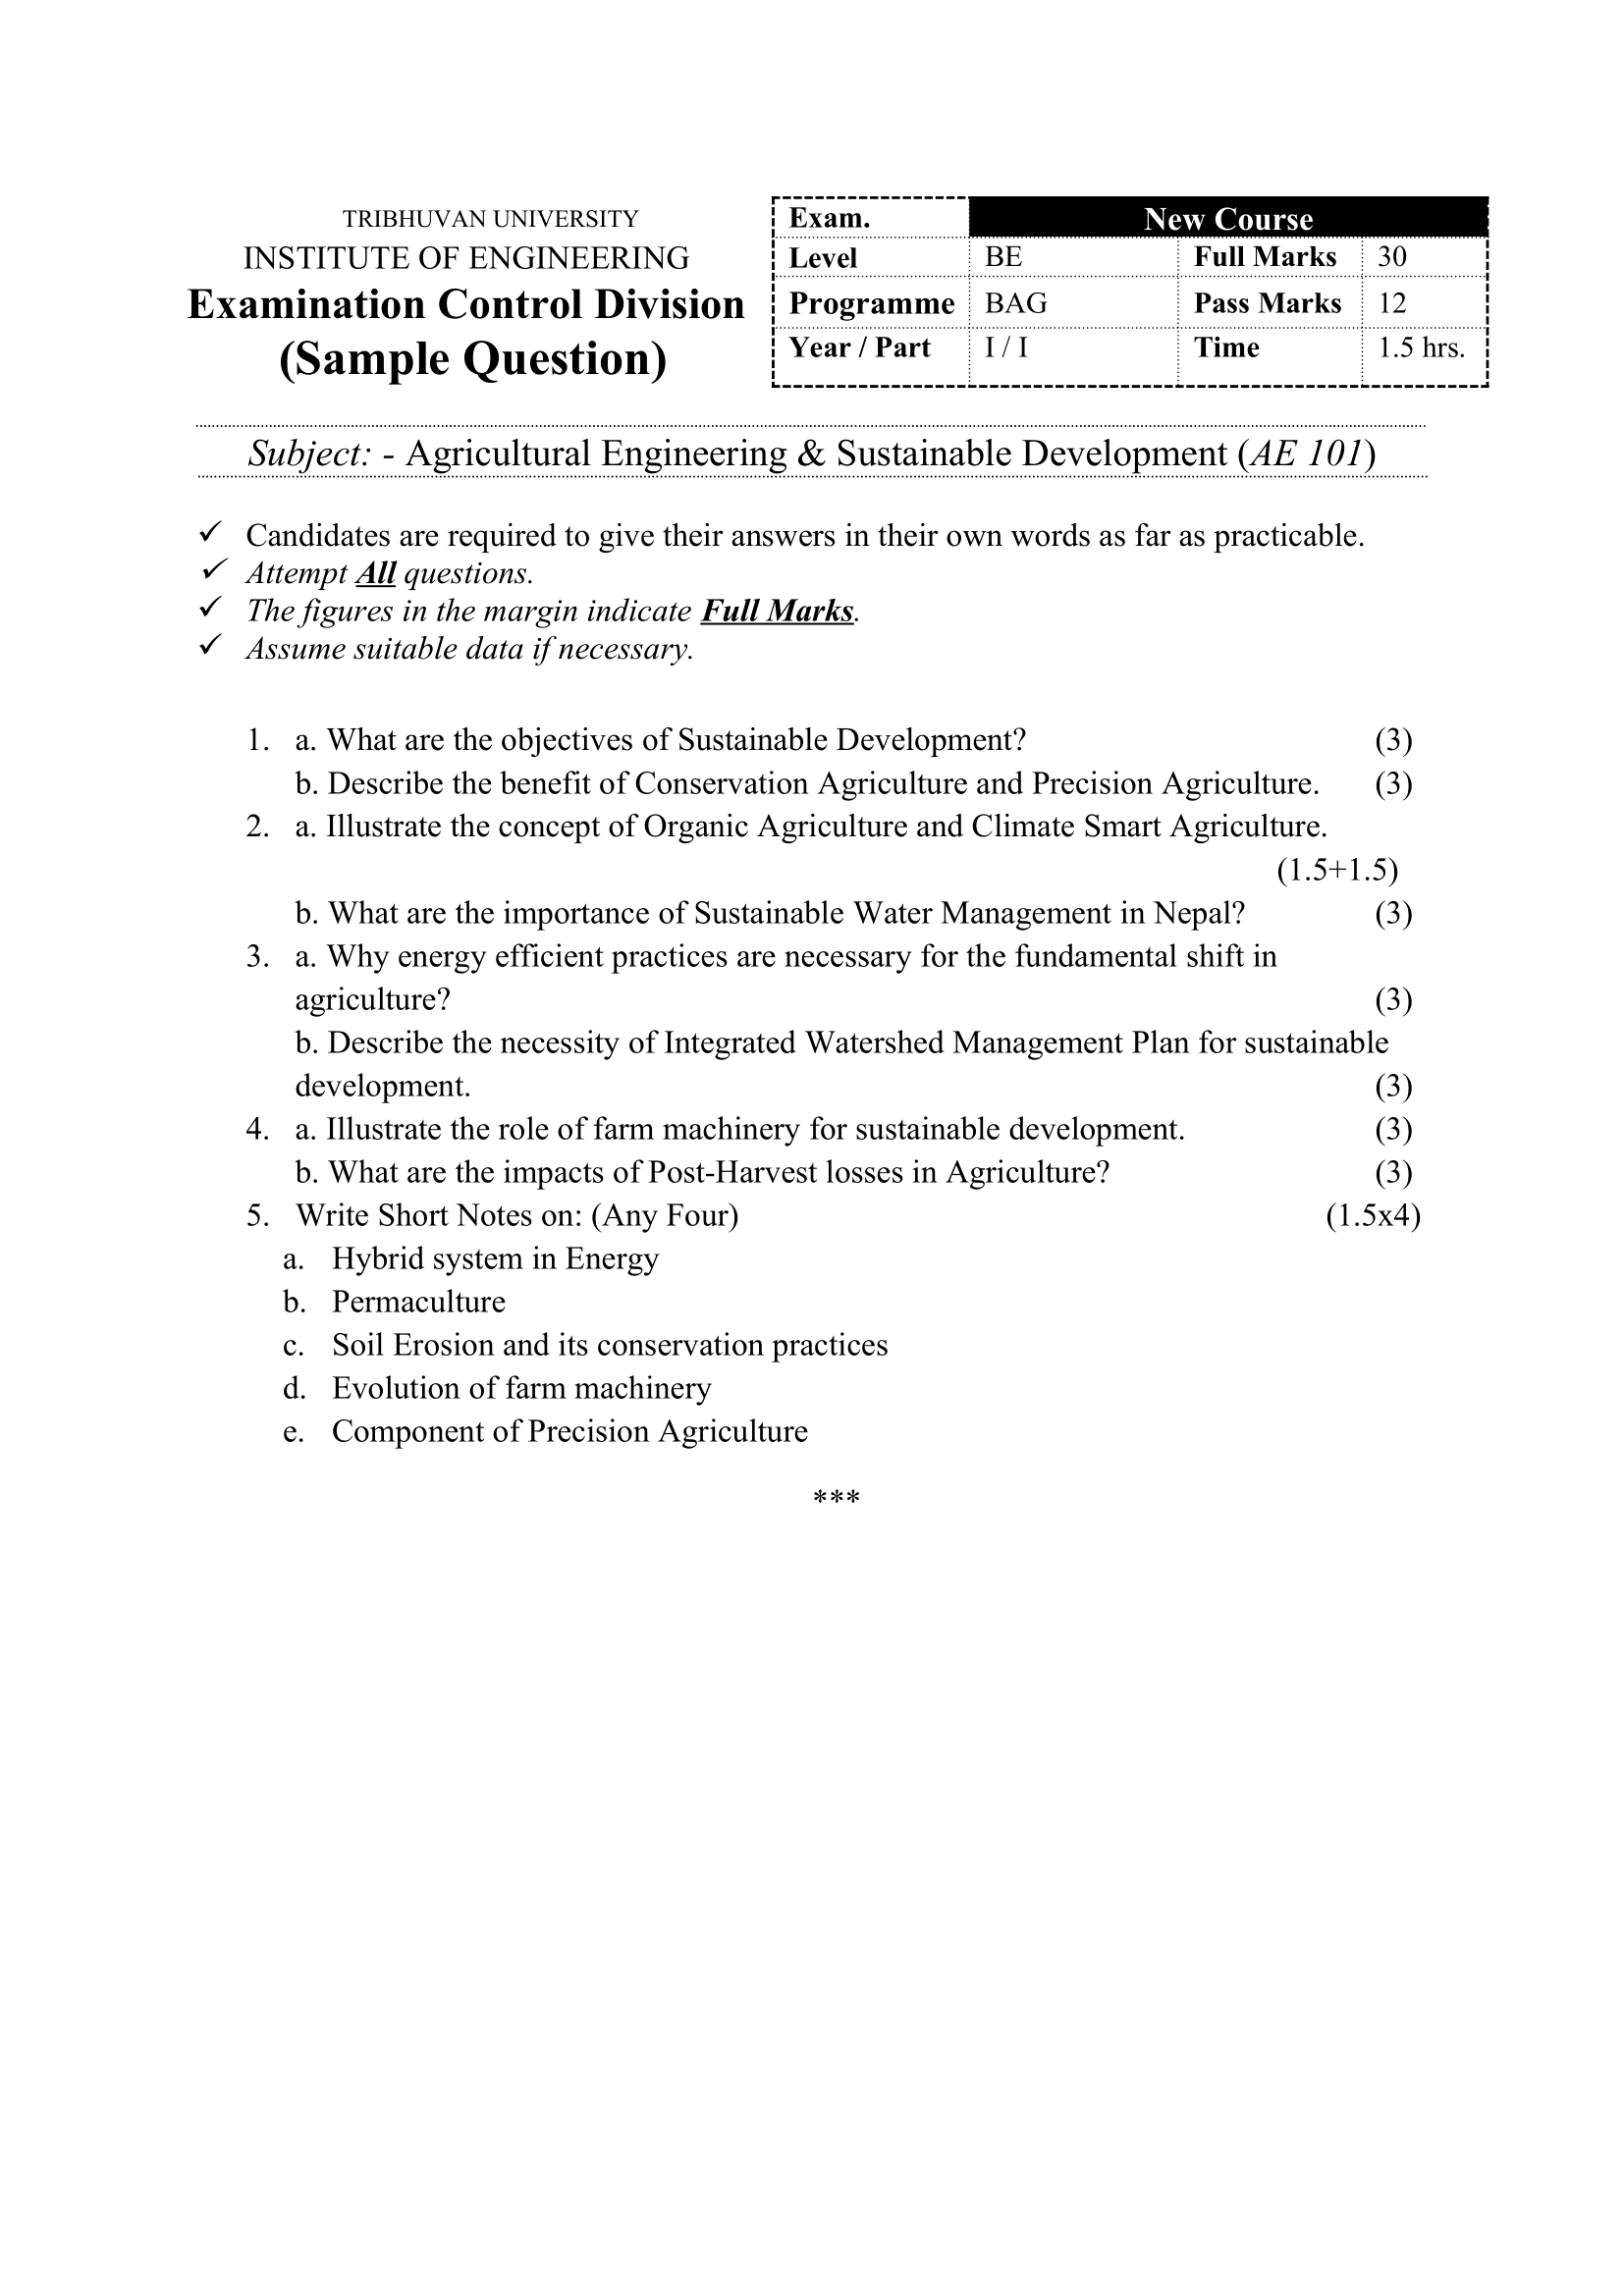 TRIBHUVAN UNIVERSITY
INSTITUTE OF ENGINEERING
Examination Control Division
(Sample Question)
Exam. New Course
Level BE Full Marks 30
Programme BAG Pass Marks 12
Year / Part I / I Time 1.5 hrs.
Subject: - Agricultural Engineering & Sustainable Development (AE 101)
✓ Candidates are required to give their answers in their own words as far as practicable.
✓ Attempt All questions.
✓ The figures in the margin indicate Full Marks.
✓ Assume suitable data if necessary.
1. a. What are the objectives of Sustainable Development? (3)
b. Describe the benefit of Conservation Agriculture and Precision Agriculture. (3)
2. a. Illustrate the concept of Organic Agriculture and Climate Smart Agriculture.
(1.5+1.5)
b. What are the importance of Sustainable Water Management in Nepal? (3)
3. a. Why energy efficient practices are necessary for the fundamental shift in
agriculture? (3)
b. Describe the necessity of Integrated Watershed Management Plan for sustainable
development. (3)
4. a. Illustrate the role of farm machinery for sustainable development. (3)
b. What are the impacts of Post-Harvest losses in Agriculture? (3)
5. Write Short Notes on: (Any Four) (1.5x4)
a. Hybrid system in Energy
b. Permaculture
c. Soil Erosion and its conservation practices
d. Evolution of farm machinery
e. Component of Precision Agriculture
***